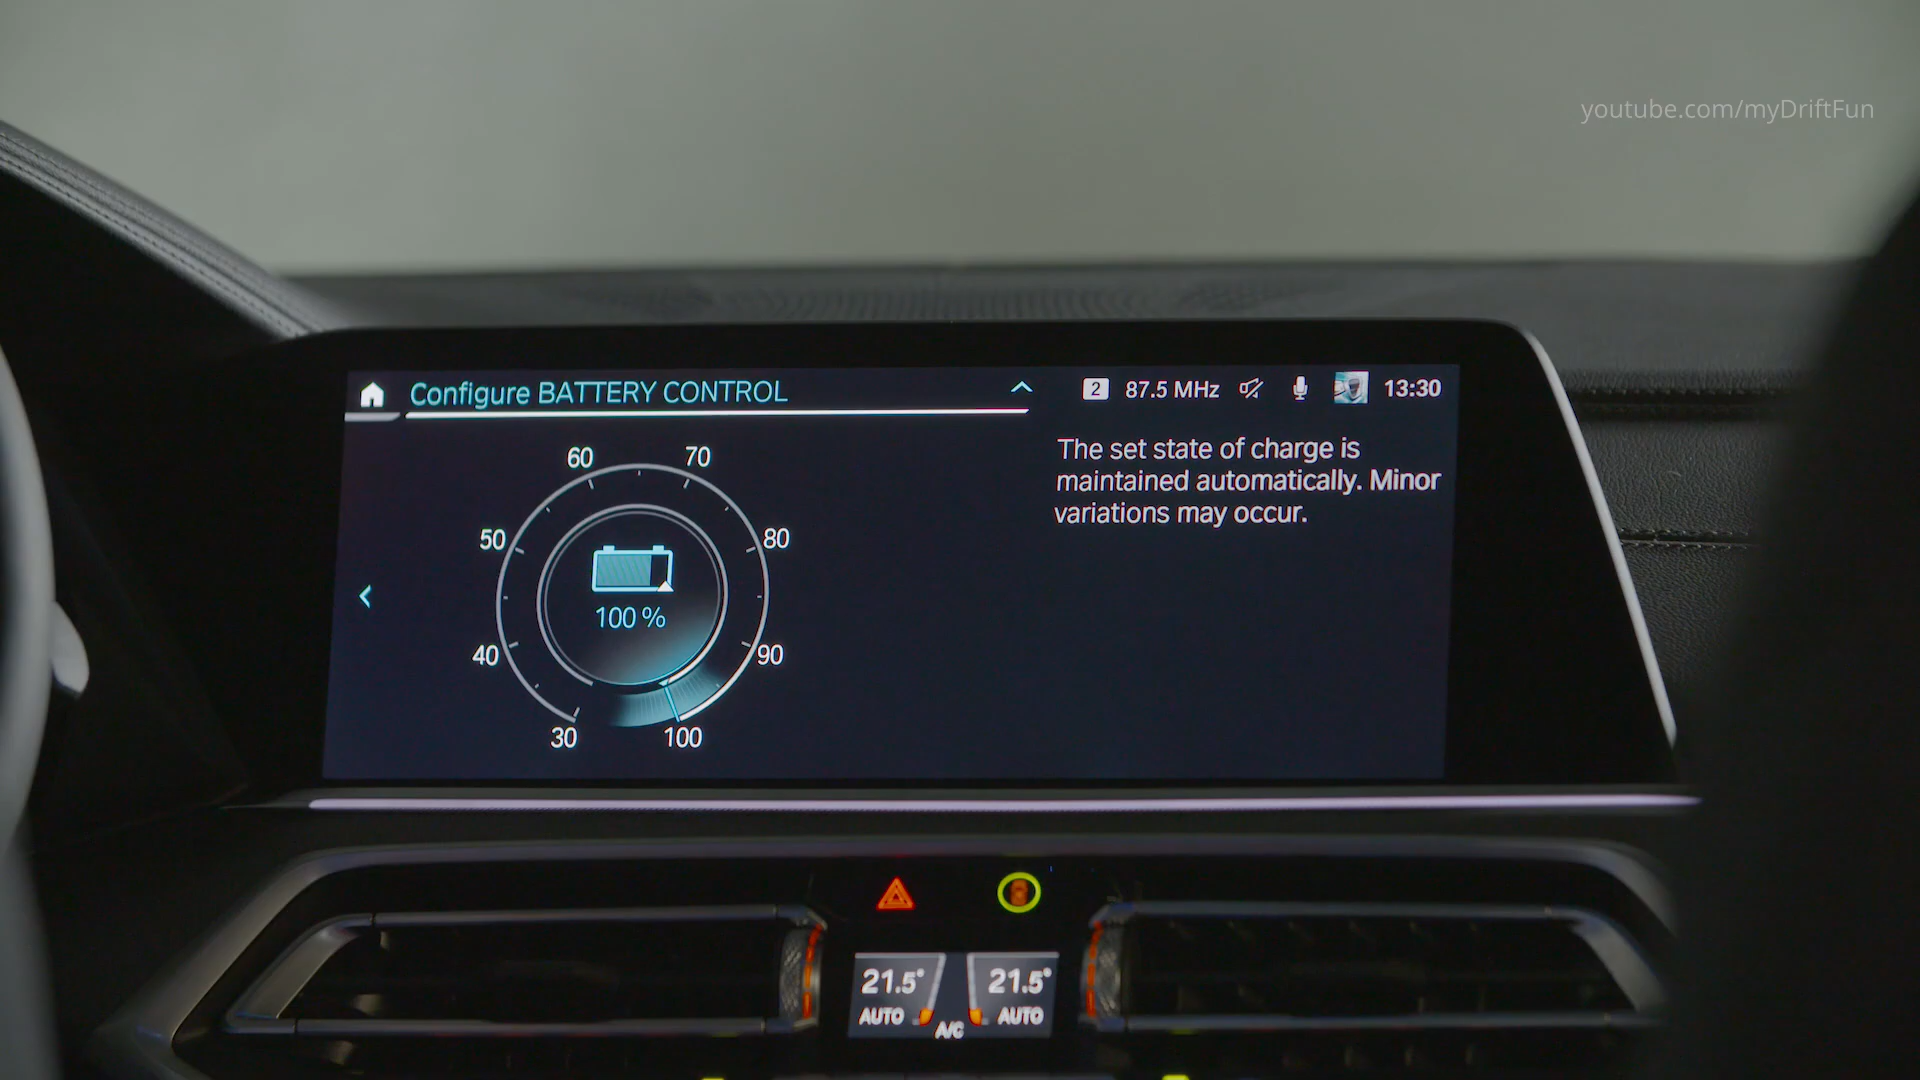 youtube.com/myDriftFun
Configure BATTERY CONTROL
2 87.5 MHz 13:30
The set state of charge is
maintained automatically. Minor
variations may occur.
60 70
50 80
100 %
40 90
30 100
21.5° 21.5°
AUTO A/C AUTO